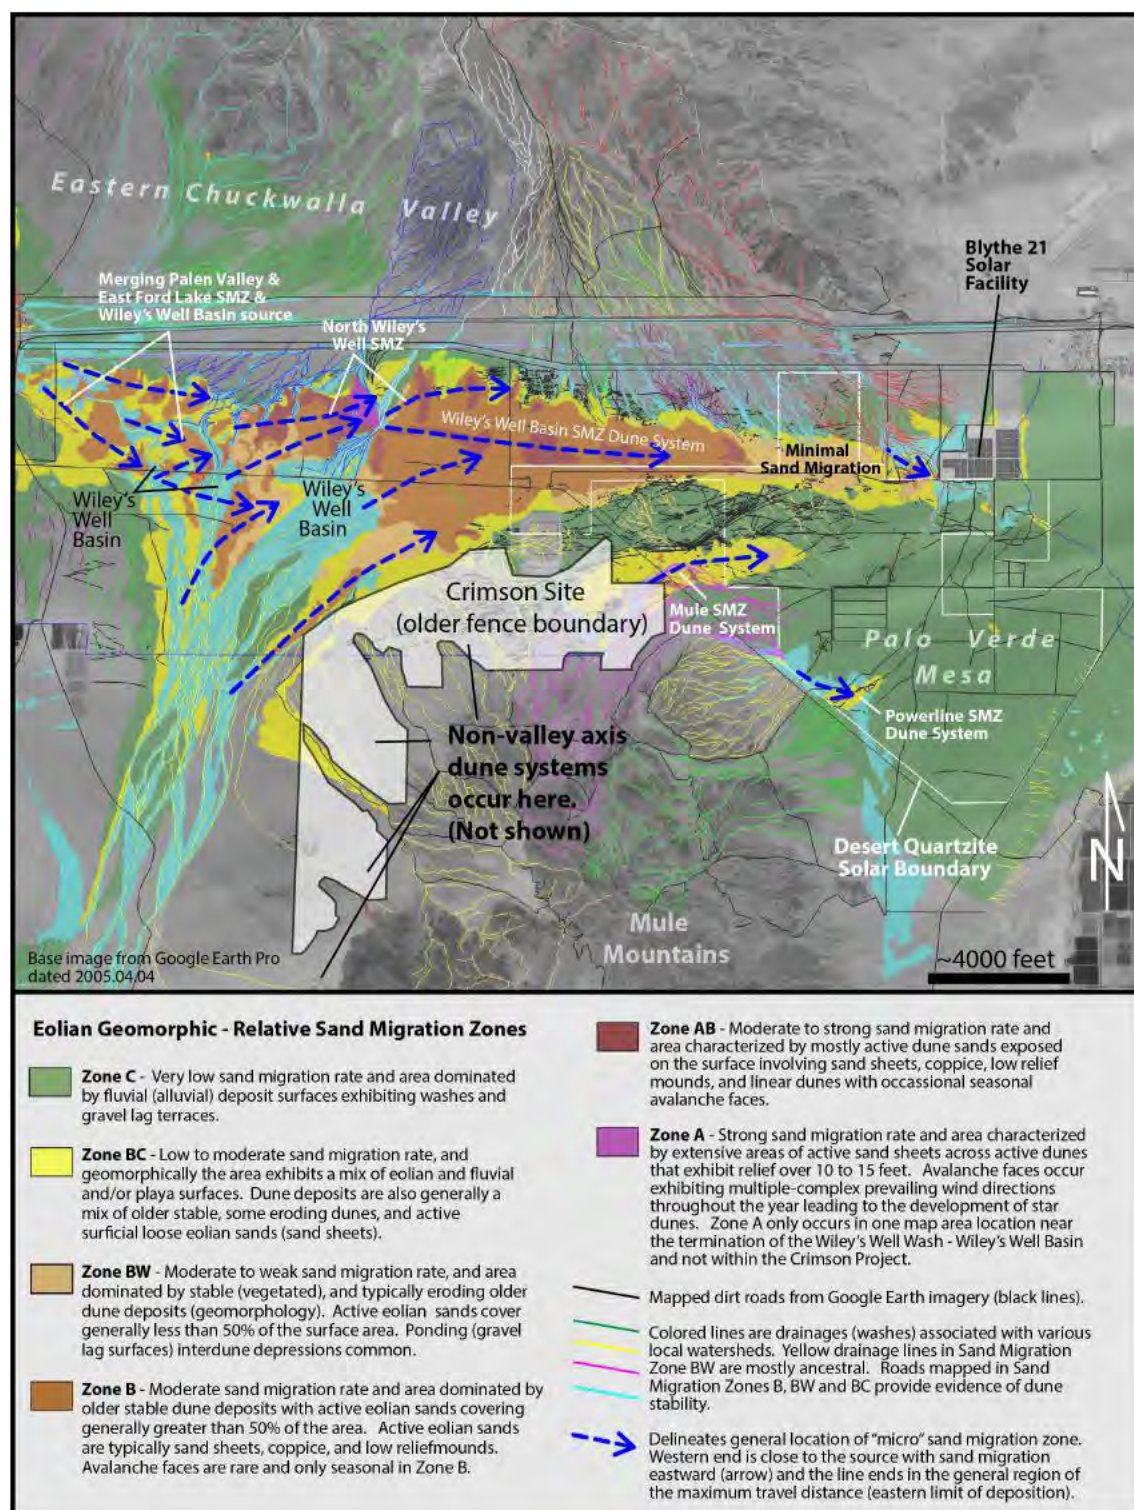 Eastern Chuckwalla Valley
Merging Palen Valley &
East Ford Lake SMZ &
Wiley's Well Basin source
North Wiley's
Well SMZ
Blythe 21
Solar
Facility
Wiley's Well Basin SMZ Dune System
Minimal
Sand Migration
Wiley's
Well
Basin
Wiley's
Well
Basin
Crimson Site
(older fence boundary)
Mule SMZ
Dune System
Palo Verde
Mesa
Powerline SMZ
Dune System
Non-valley axis
dune systems
occur here.
(Not shown)
Desert Quartzite
Solar Boundary
N
Mule
Mountains
Base image from Google Earth Pro
dated 2005.04.04
~4000 feet
Eolian Geomorphic - Relative Sand Migration Zones
Zone C - Very low sand migration rate and area dominated
by fluvial (alluvial) deposit surfaces exhibiting washes and
gravel lag terraces.
Zone BC - Low to moderate sand migration rate, and
geomorphically the area exhibits a mix of eolian and fluvial
and/or playa surfaces. Dune deposits are also generally a
mix of older stable, some eroding dunes, and active
surficial loose eolian sands (sand sheets).
Zone BW - Moderate to weak sand migration rate, and area
dominated by stable (vegetated), and typically eroding older
dune deposits (geomorphology). Active eolian sands cover
generally less than 50% of the surface area. Ponding (gravel
lag surfaces) interdune depressions common.
Zone B - Moderate sand migration rate and area dominated by
older stable dune deposits with active eolian sands covering
generally greater than 50% of the area. Active eolian sands
are typically sand sheets, coppice, and low reliefmounds.
Avalanche faces are rare and only seasonal in Zone B.
Zone AB - Moderate to strong sand migration rate and
area characterized by mostly active dune sands exposed
on the surface involving sand sheets, coppice, low relief
mounds, and linear dunes with occassional seasonal
avalanche faces.
Zone A - Strong sand migration rate and area characterized
by extensive areas of active sand sheets across active dunes
that exhibit relief over 10 to 15 feet. Avalanche faces occur
exhibiting multiple-complex prevailing wind directions
throughout the year leading to the development of star
dunes. Zone A only occurs in one map area location near
the termination of the Wiley's Well Wash - Wiley's Well Basin
and not within the Crimson Project.
Mapped dirt roads from Google Earth imagery (black lines).
Colored lines are drainages (washes) associated with various
local watersheds. Yellow drainage lines in Sand Migration
Zone BW are mostly ancestral. Roads mapped in Sand
Migration Zones B, BW and BC provide evidence of dune
stability.
Delineates general location of "micro" sand migration zone.
Western end is close to the source with sand migration
eastward (arrow) and the line ends in the general region of
the maximum travel distance (eastern limit of deposition).